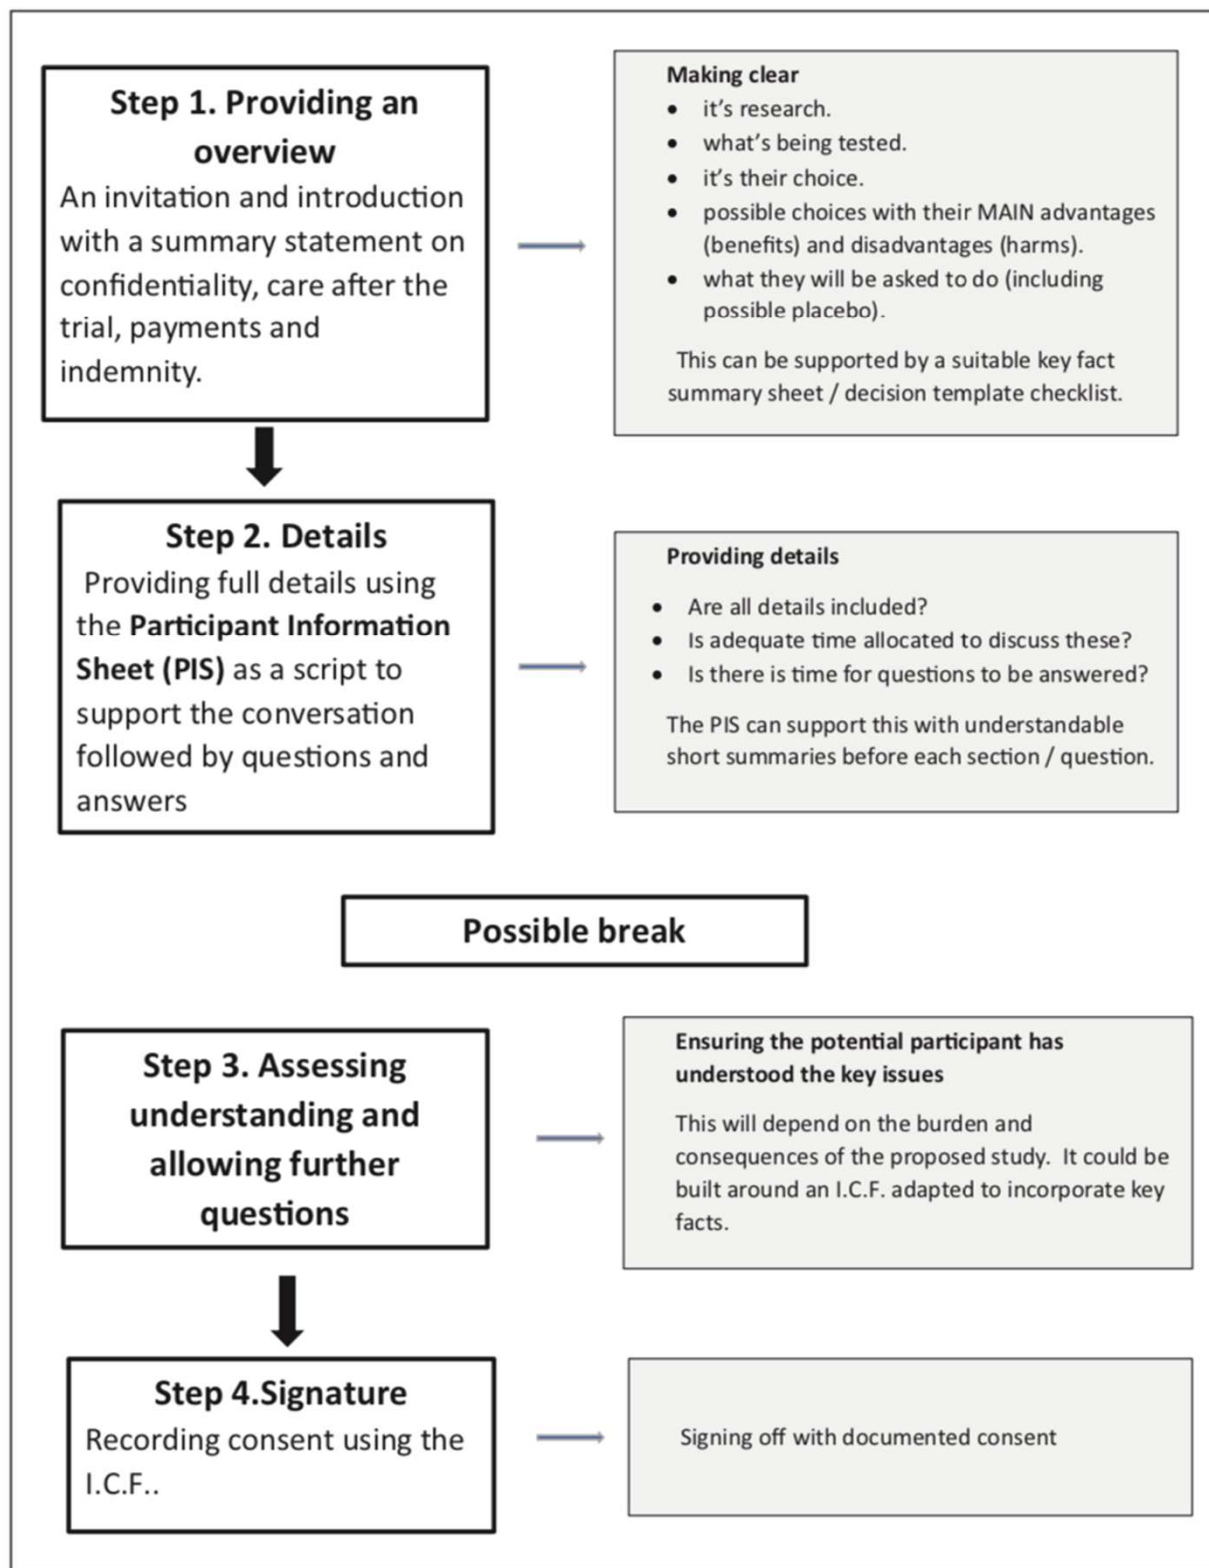 Step 1. Providing an
overview
An invitation and introduction
with a summary statement on
confidentiality, care after the
trial, payments and
indemnity.
Making clear
• it's research.
• what's being tested.
• it's their choice.
• possible choices with their MAIN advantages
(benefits) and disadvantages (harms).
• what they will be asked to do (including
possible placebo).
This can be supported by a suitable key fact
summary sheet / decision template checklist.
Step 2. Details
Providing full details using
the Participant Information
Sheet (PIS) as a script to
support the conversation
followed by questions and
answers
Providing details
• Are all details included?
• Is adequate time allocated to discuss these?
• Is there is time for questions to be answered?
The PIS can support this with understandable
short summaries before each section / question.
Possible break
Step 3. Assessing
understanding and
allowing further
questions
Ensuring the potential participant has
understood the key issues
This will depend on the burden and
consequences of the proposed study.  It could be
built around an I.C.F. adapted to incorporate key
facts.
Step 4.Signature
Recording consent using the
I.C.F..
Signing off with documented consent